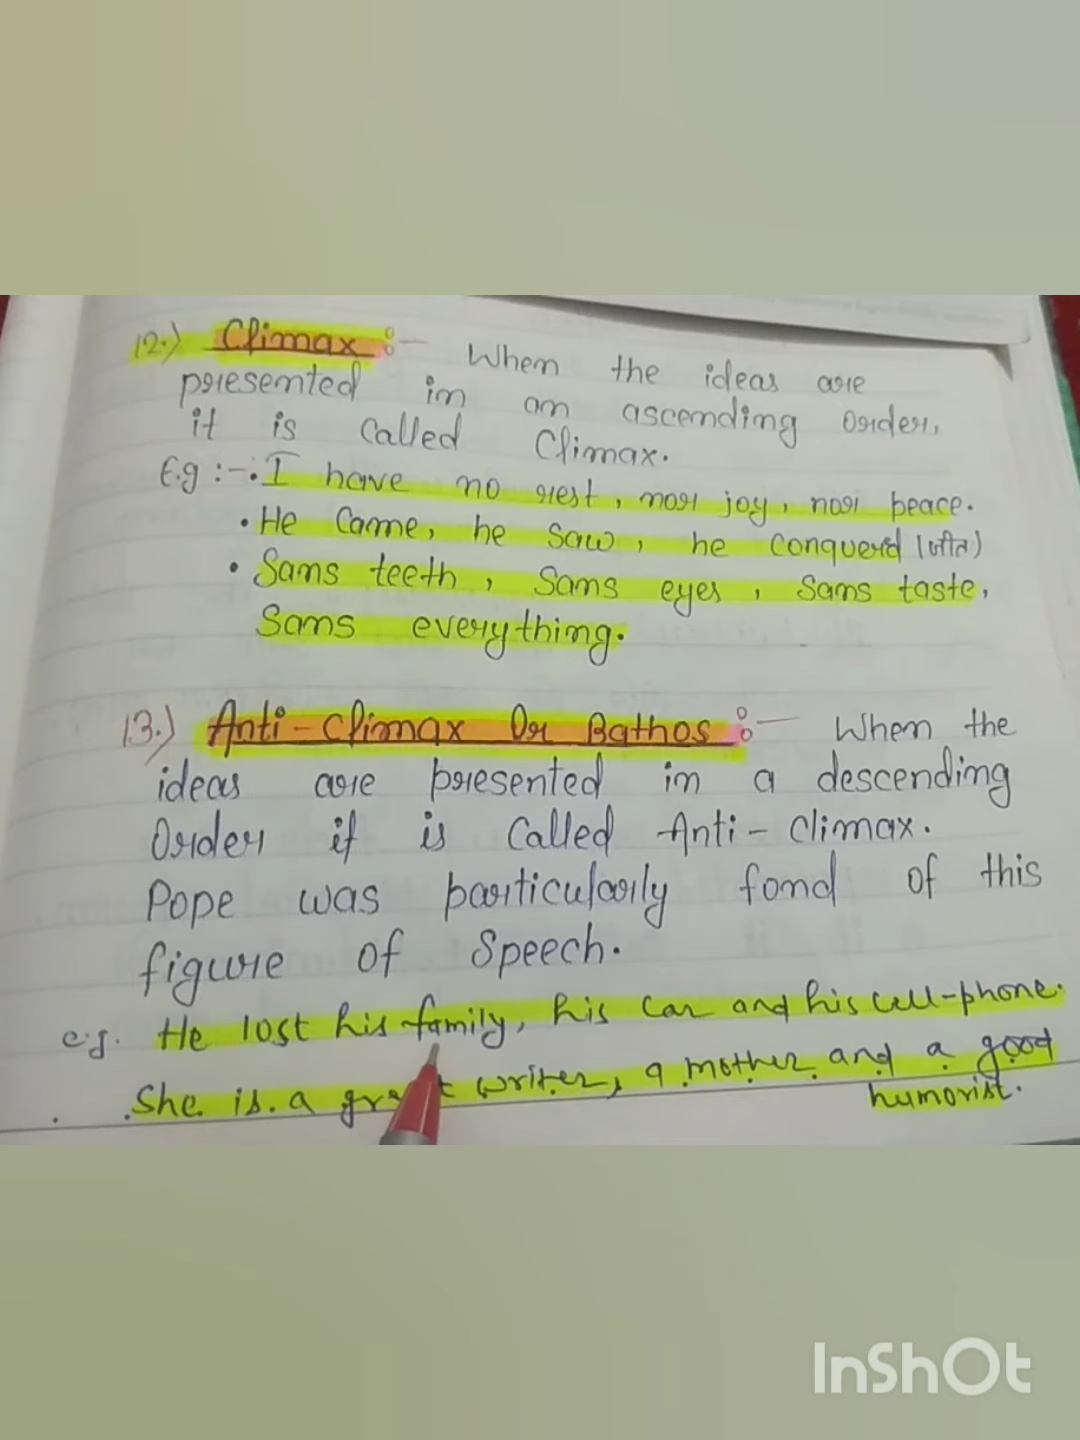 12.) Climax :- When the ideas are
presented in an ascending order,
it is called Climax.
E.g :- • I have no rest, nor joy, nor peace.
• He came, he saw, he conquerd (जीत)
• Sans teeth, Sans eyes, Sans taste,
Sans everything.
13.) Anti-Climax Or Bathos :- When the
ideas are presented in a descending
Order it is called Anti-Climax.
Pope was particularly fond of this
figure of Speech.
e.g. He lost his family, his car and his cell-phone.
She is a great writer, a mother and a good
humorist.
InShOt